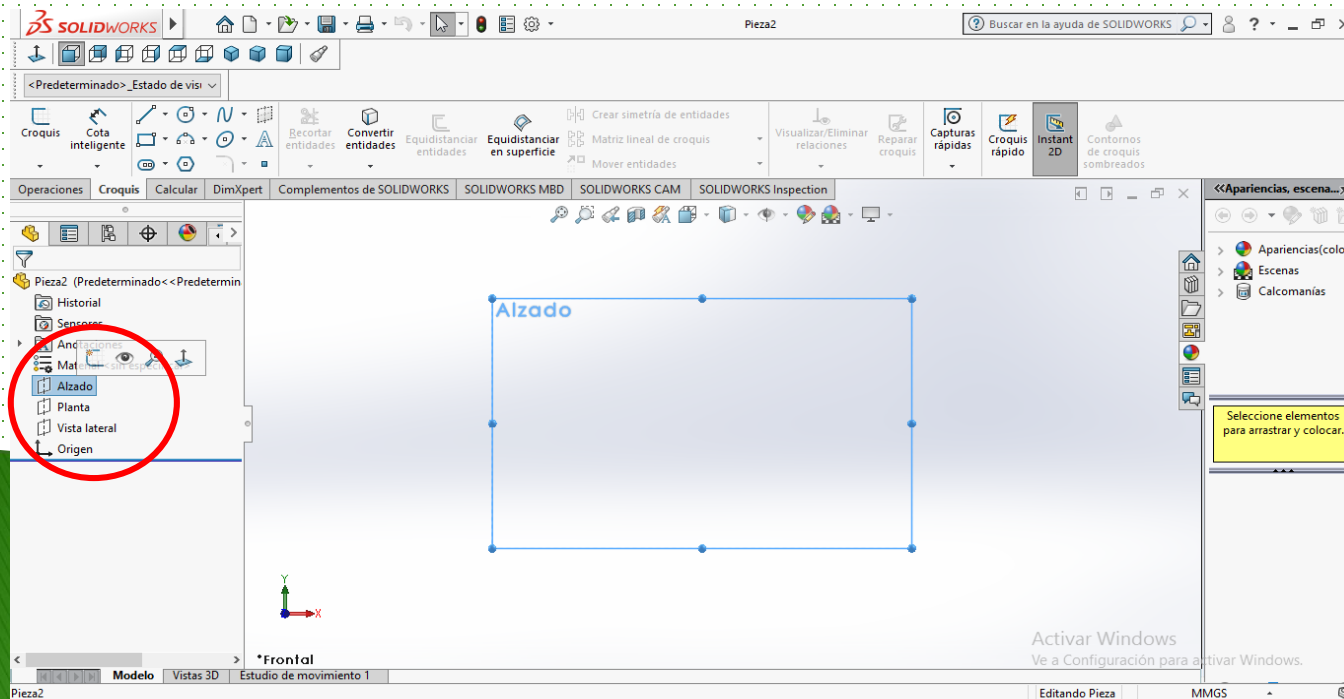 SOLIDWORKS
Pieza2
Buscar en la ayuda de SOLIDWORKS
?
<Predeterminado>_Estado de visu
Croquis
Cota inteligente
Recortar entidades
Convertir entidades
Equidistanciar entidades
Equidistanciar en superficie
Crear simetría de entidades
Matriz lineal de croquis
Mover entidades
Visualizar/Eliminar relaciones
Reparar croquis
Capturas rápidas
Croquis rápido
Instant 2D
Contornos de croquis sombreados
Operaciones Croquis Calcular DimXpert Complementos de SOLIDWORKS SOLIDWORKS MBD SOLIDWORKS CAM SOLIDWORKS Inspection
«Apariencias, escena...
Pieza2 (Predeterminado<<Predetermin
Historial
Sensores
Anotaciones
Material <sin especificar>
Alzado
Planta
Vista lateral
Origen
Alzado
Apariencias(colo
Escenas
Calcomanías
Seleccione elementos
para arrastrar y colocar.
Y
X
*Frontal
Activar Windows
Ve a Configuración para activar Windows.
Modelo Vistas 3D Estudio de movimiento 1
Pieza2
Editando Pieza
MMGS